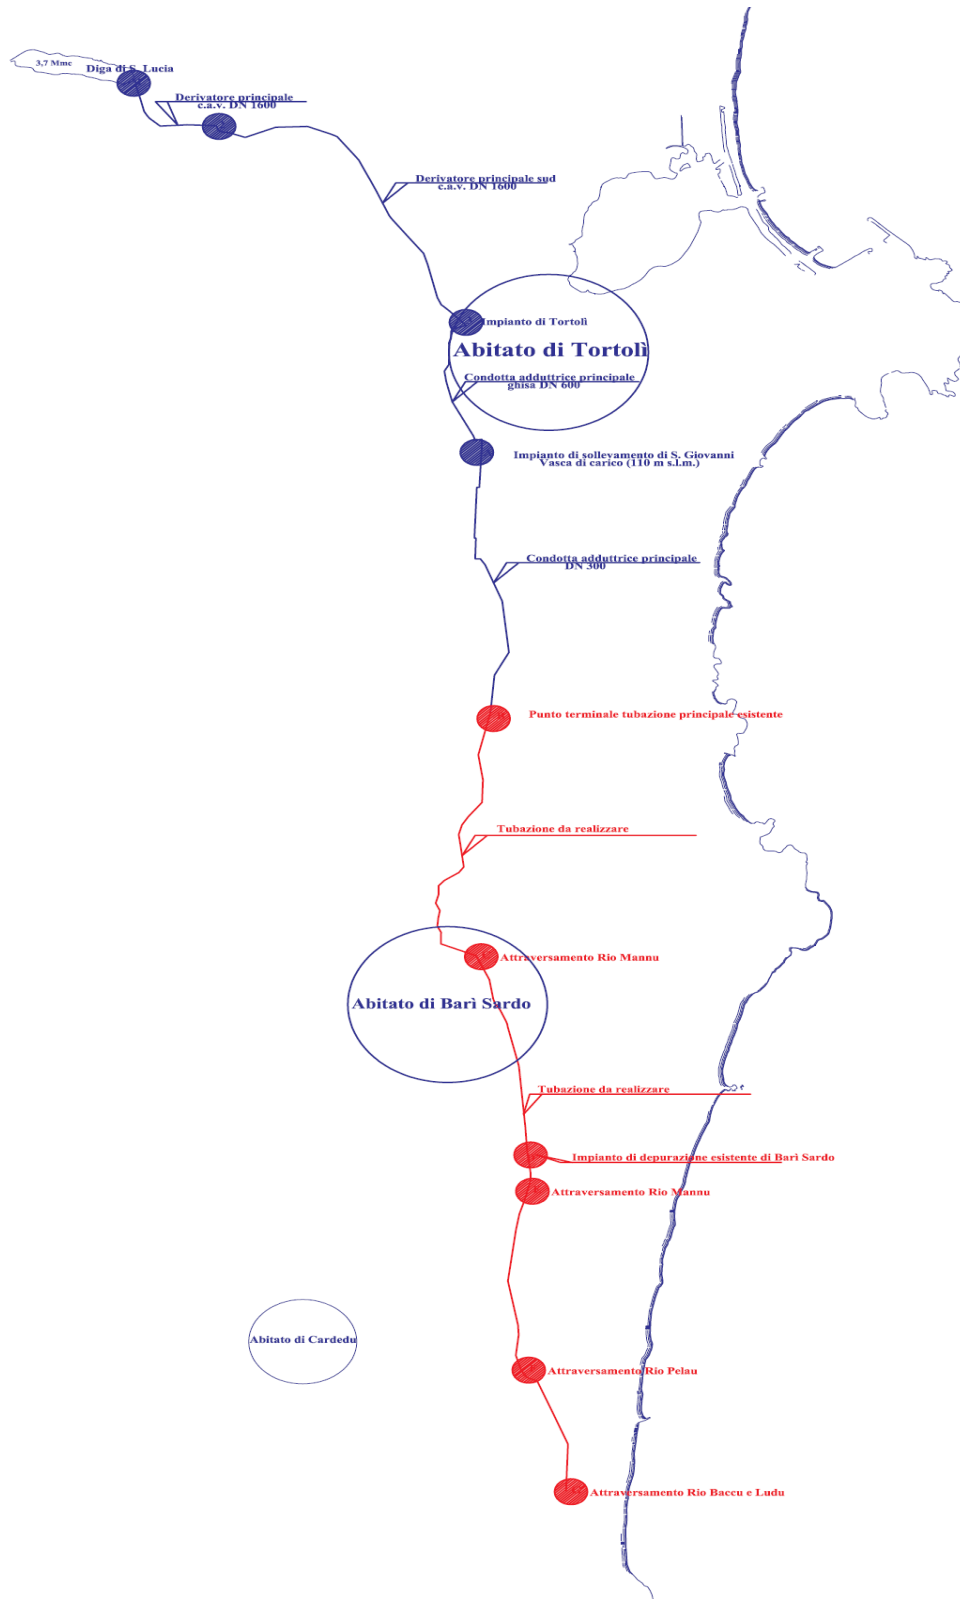 3,7 Mmc
Diga di S. Lucia
Derivatore principale
c.a.v. DN 1600
Derivatore principale sud
c.a.v. DN 1600
Impianto di Tortolì
Abitato di Tortolì
Condotta adduttrice principale
ghisa DN 600
Impianto di sollevamento di S. Giovanni
Vasca di carico (110 m s.l.m.)
Condotta adduttrice principale
DN 300
Punto terminale tubazione principale esistente
Tubazione da realizzare
Attraversamento Rio Mannu
Abitato di Barì Sardo
Tubazione da realizzare
Impianto di depurazione esistente di Barì Sardo
Attraversamento Rio Mannu
Abitato di Cardedu
Attraversamento Rio Pelau
Attraversamento Rio Baccu e Ludu